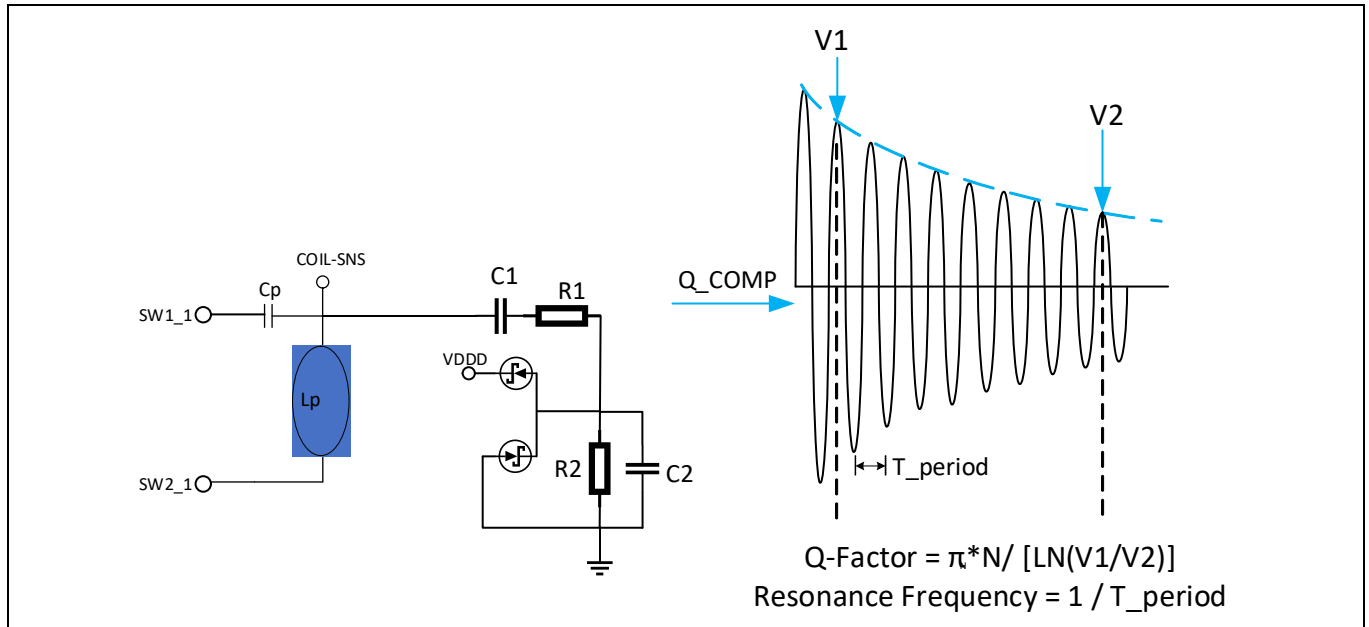 V1
V2
COIL-SNS
C1
R1
Cp
Q_COMP
SW1_1
VDDD
Lp
R2
C2
T_period
SW2_1
Q-Factor = π*N/ [LN(V1/V2)]
Resonance Frequency = 1 / T_period